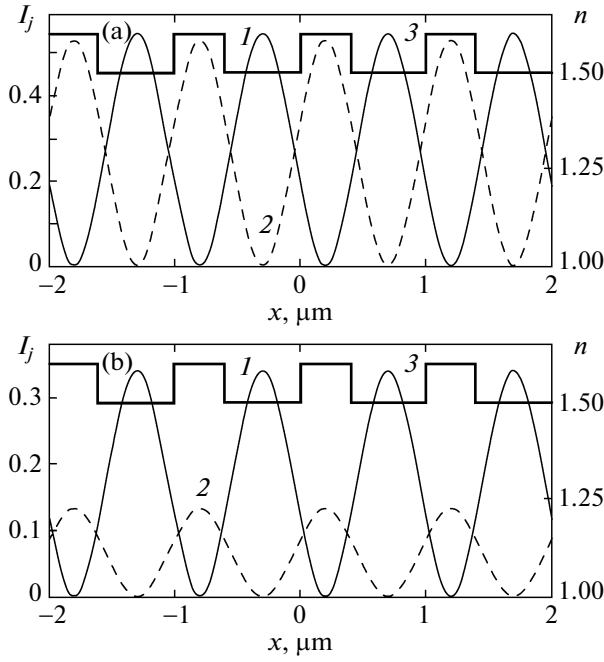 I_j (a) 1 3 n
0.4 1.50
0.2 1.25
2
0 1.00
−2 −1 0 1 2
x, μm
I_j (b) 1 3 n
0.3 1.50
0.2 2 1.25
0.1
0 1.00
−2 −1 0 1 2
x, μm